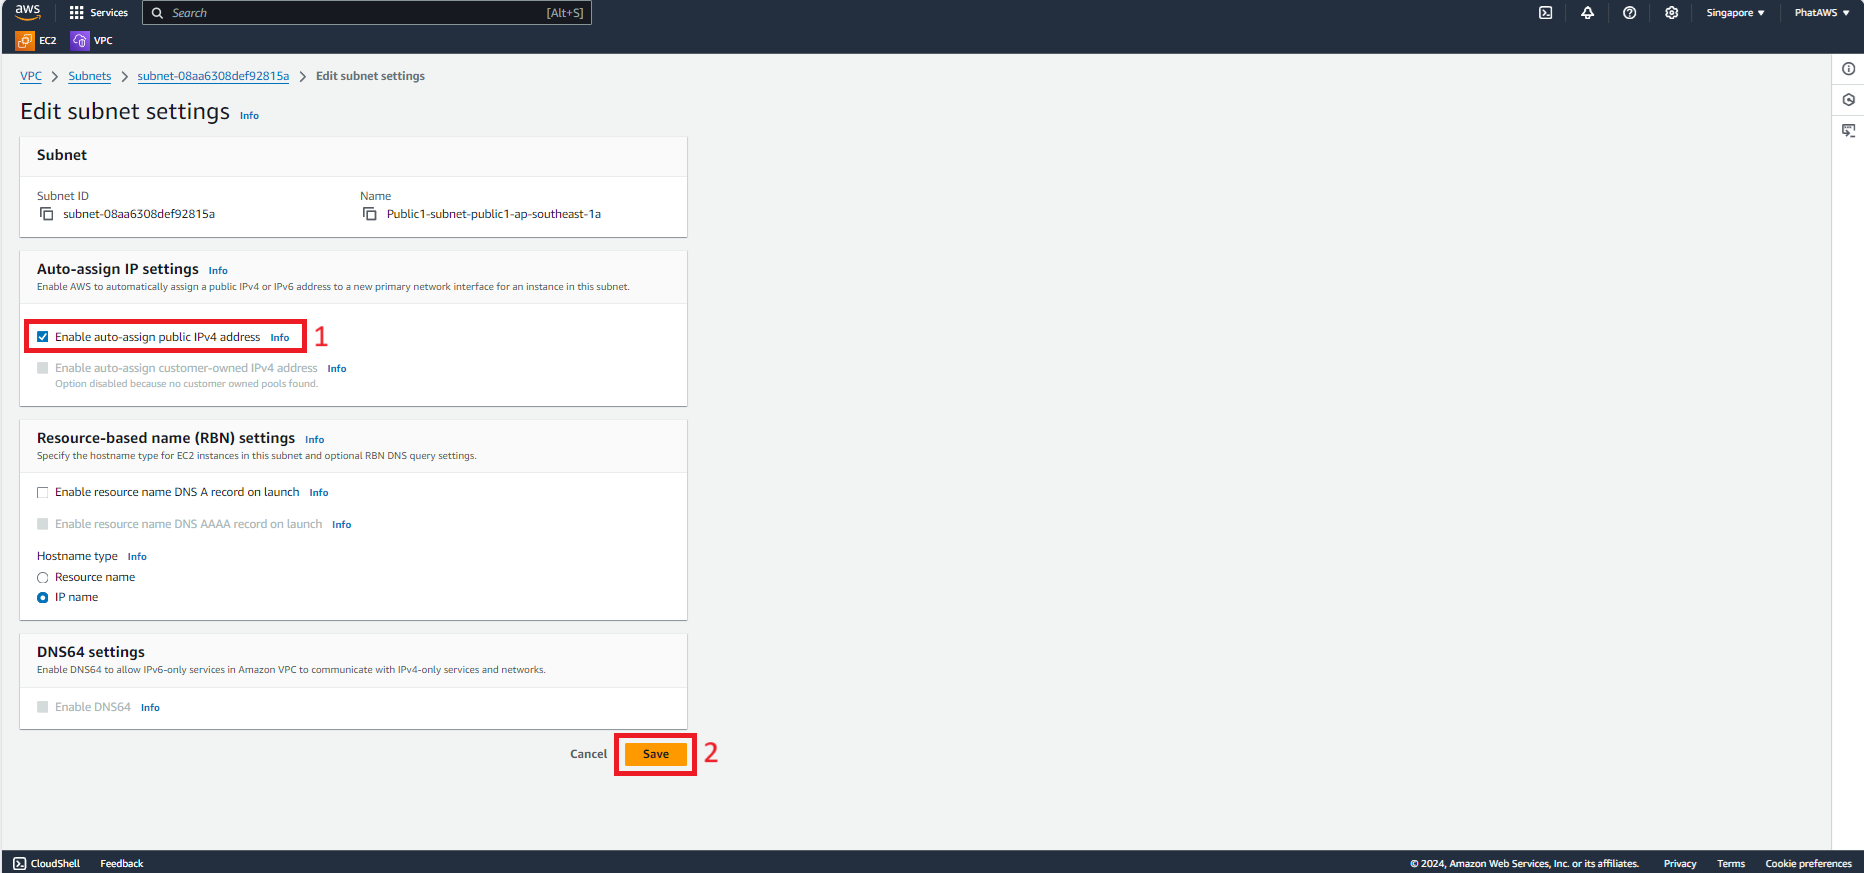 aws
Services
Search
[Alt+S]
Singapore
PhatAWS
EC2
VPC
VPC
Subnets
subnet-08aa6308def92815a
Edit subnet settings
Edit subnet settings Info
Subnet
Subnet ID
subnet-08aa6308def92815a
Name
Public1-subnet-public1-ap-southeast-1a
Auto-assign IP settings Info
Enable AWS to automatically assign a public IPv4 or IPv6 address to a new primary network interface for an instance in this subnet.
Enable auto-assign public IPv4 address Info
1
Enable auto-assign customer-owned IPv4 address Info
Option disabled because no customer owned pools found.
Resource-based name (RBN) settings Info
Specify the hostname type for EC2 instances in this subnet and optional RBN DNS query settings.
Enable resource name DNS A record on launch Info
Enable resource name DNS AAAA record on launch Info
Hostname type Info
Resource name
IP name
DNS64 settings
Enable DNS64 to allow IPv6-only services in Amazon VPC to communicate with IPv4-only services and networks.
Enable DNS64 Info
Cancel
Save
2
CloudShell
Feedback
© 2024, Amazon Web Services, Inc. or its affiliates.
Privacy
Terms
Cookie preferences